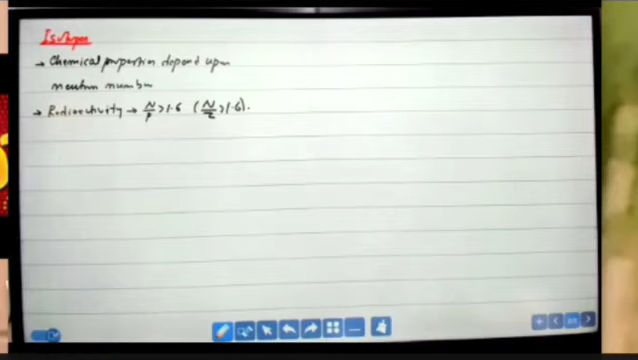 Isotopes
→ Chemical properties depend upon
neutron number
→ Radioactivity → N/P > 1.6 (N/Z > 1.6).